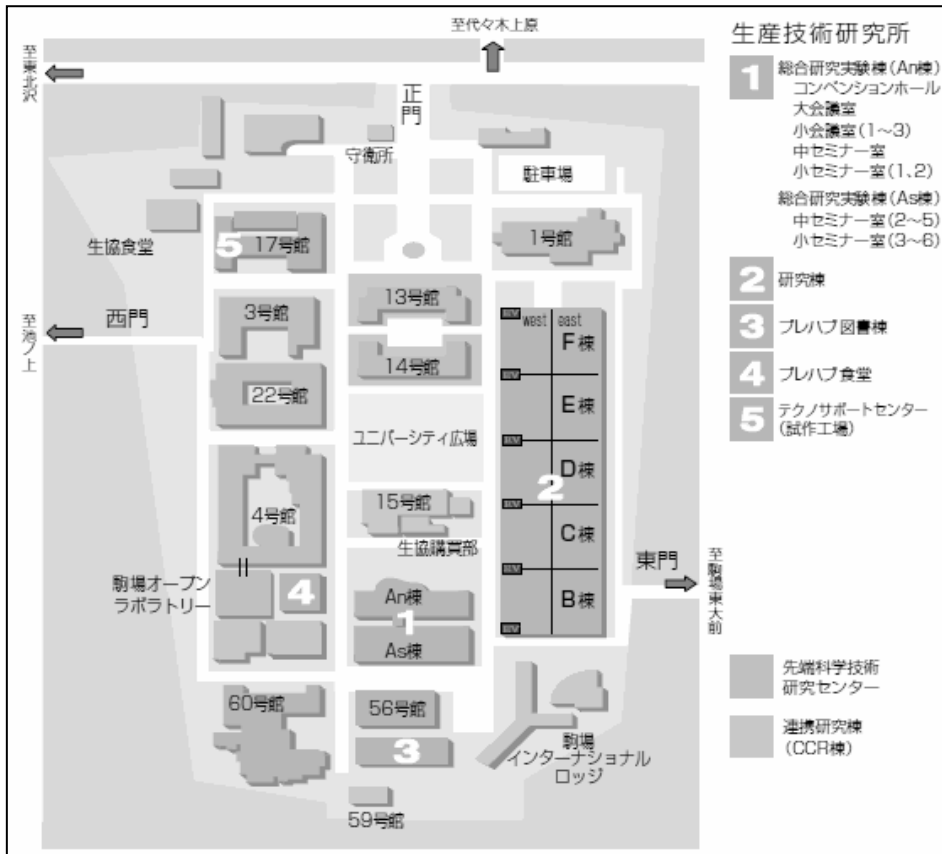 至代々木上原
至東北沢
正門
守衛所
駐車場
生協食堂
5
17号館
1号館
至池ノ上
西門
3号館
13号館
14号館
22号館
west east
F棟
E棟
ユニバーシティ広場
D棟
2
4号館
15号館
生協購買部
C棟
東門
至駒場東大前
駒場オープン
ラボラトリー
4
An棟
1
As棟
B棟
60号館
56号館
3
駒場
インターナショナル
ロッジ
59号館
生産技術研究所
1 総合研究実験棟(An棟)
コンベンションホール
大会議室
小会議室(1～3)
中セミナー室
小セミナー室(1、2)
総合研究実験棟(As棟)
中セミナー室(2～5)
小セミナー室(3～6)
2 研究棟
3 プレハブ図書棟
4 プレハブ食堂
5 テクノサポートセンター
(試作工場)
先端科学技術
研究センター
連携研究棟
(CCR棟)